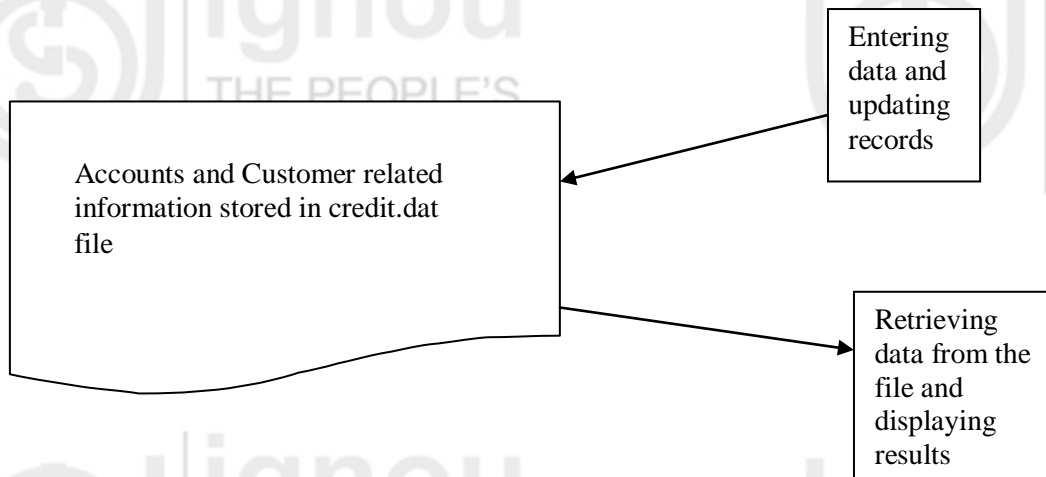 ignou
THE PEOPLE'S
Entering
data and
updating
records
Accounts and Customer related
information stored in credit.dat
file
Retrieving
data from the
file and
displaying
results
ignou